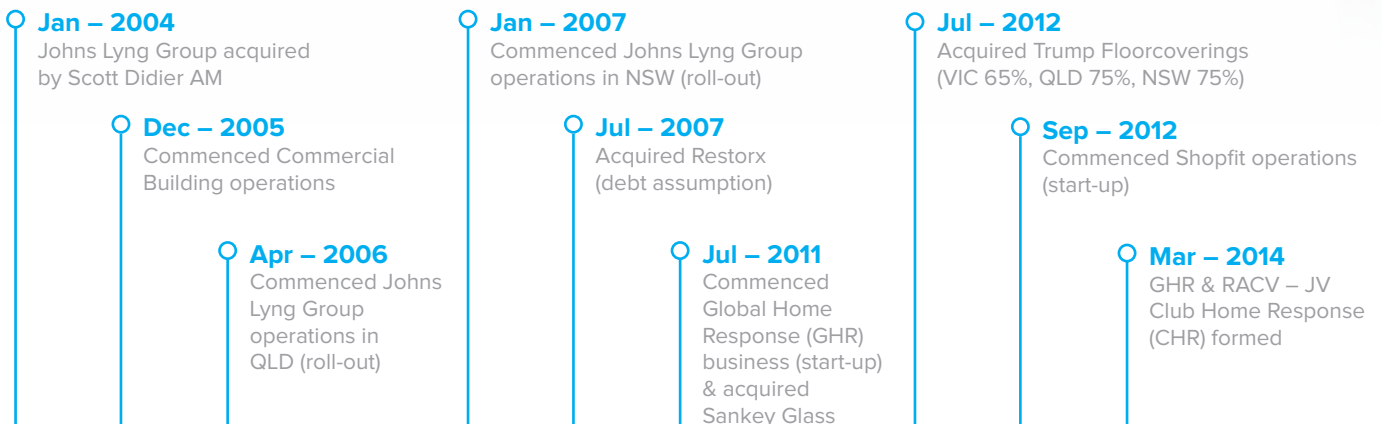 Jan – 2004
Johns Lyng Group acquired
by Scott Didier AM
Dec – 2005
Commenced Commercial
Building operations
Apr – 2006
Commenced Johns
Lyng Group
operations in
QLD (roll-out)
Jan – 2007
Commenced Johns Lyng Group
operations in NSW (roll-out)
Jul – 2007
Acquired Restorx
(debt assumption)
Jul – 2011
Commenced
Global Home
Response (GHR)
business (start-up)
& acquired
Sankey Glass
Jul – 2012
Acquired Trump Floorcoverings
(VIC 65%, QLD 75%, NSW 75%)
Sep – 2012
Commenced Shopfit operations
(start-up)
Mar – 2014
GHR & RACV – JV
Club Home Response
(CHR) formed